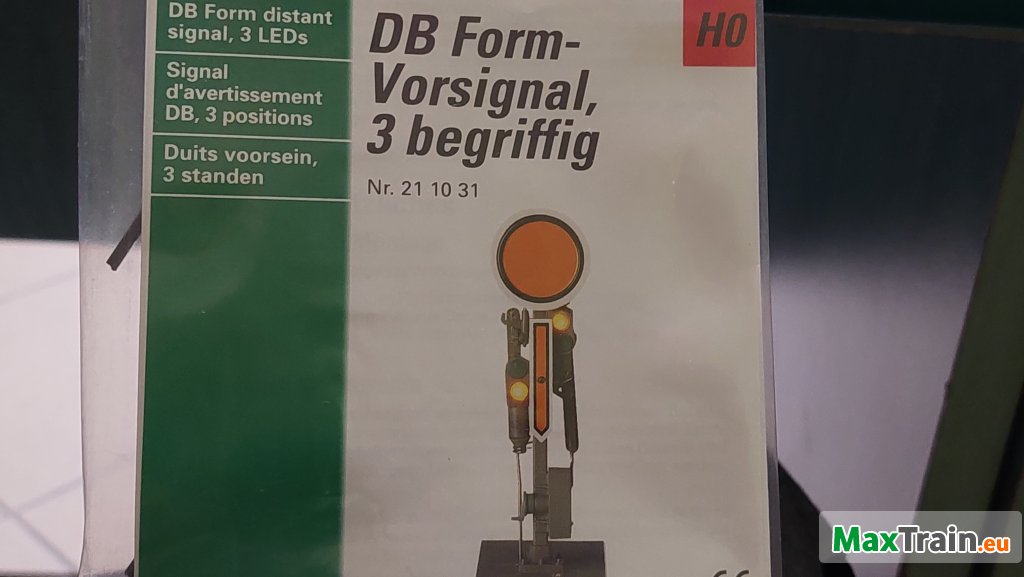 DB Form distant
signal, 3 LEDs
Signal
d'avertissement
DB, 3 positions
Duits voorsein,
3 standen
DB Form-
Vorsignal,
3 begriffig
Nr. 21 10 31
H0
MaxTrain.eu